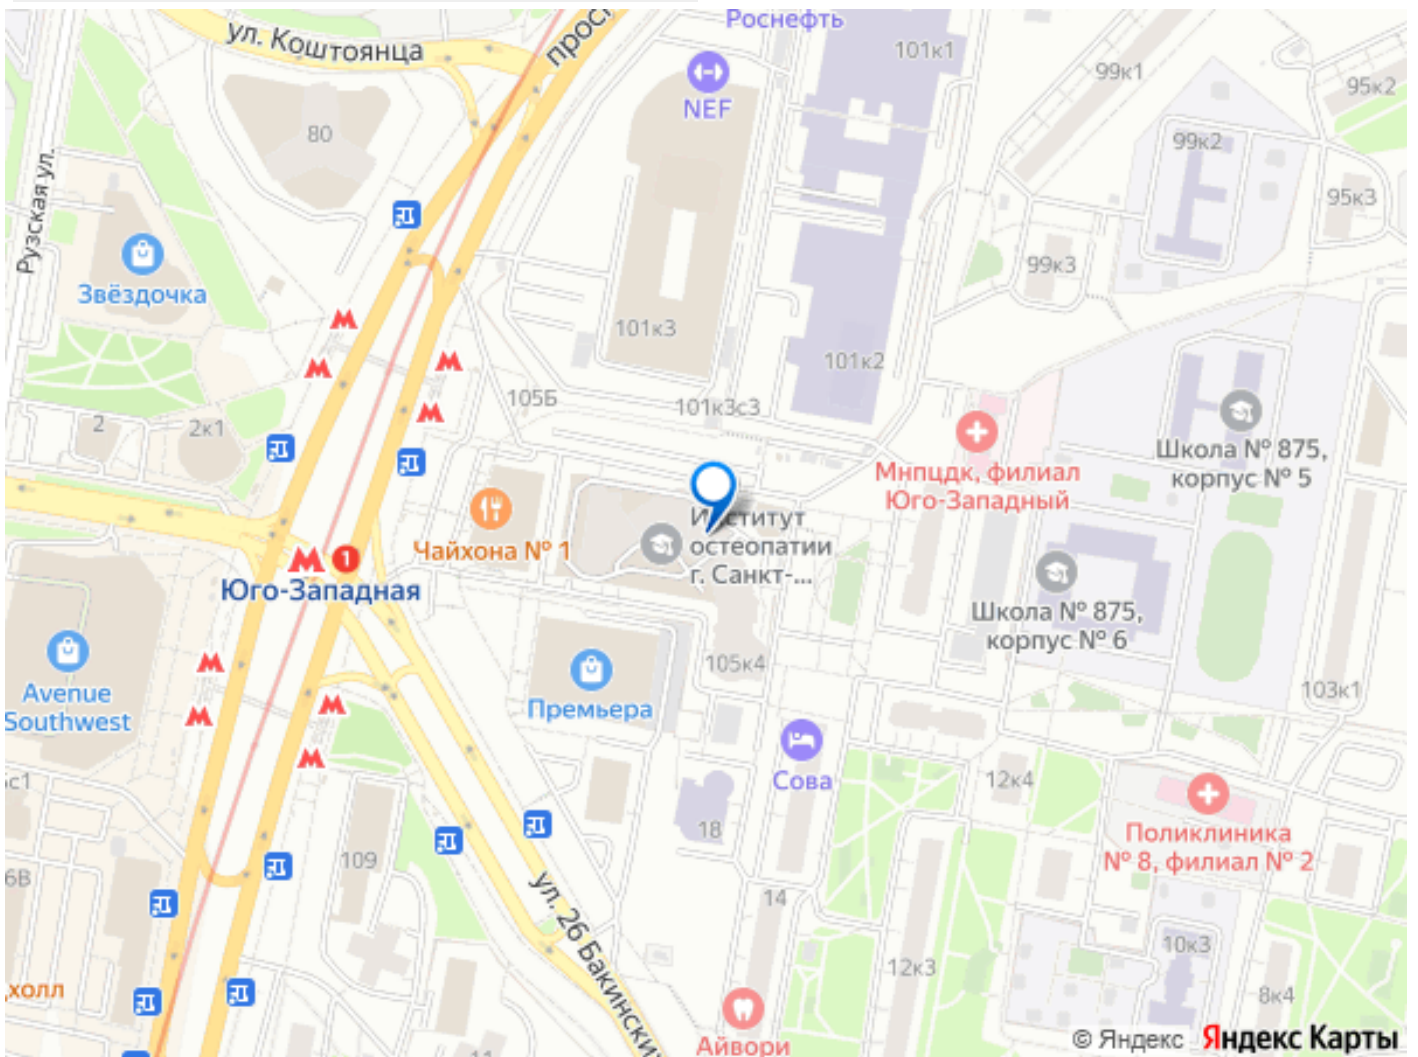 Роснефть
ул. Коштоянца
101к1
99к1
95к2
NEF
80
99к2
Рузская ул.
95к3
99к3
Звёздочка
101к3
101к2
105Б
101к3с3
2
2к1
Школа № 875,
корпус № 5
Мнпцдк, филиал
Юго-Западный
Чайхона № 1
Институт
остеопатии
г. Санкт-...
1
Юго-Западная
Школа № 875,
корпус № 6
105к4
Avenue
Southwest
Премьера
103к1
Сова
12к4
18
Поликлиника
№ 8, филиал № 2
109
14
ул. 26 Бакинских
10к3
12к3
8к4
Айвори
© Яндекс Яндекс Карты